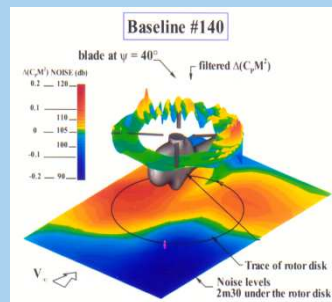 Baseline #140
blade at ψ = 40°
filtered Δ(CpM²)
Δ(CpM²) NOISE (db)
0.2 120
0.1 110
0 105
-0.1 100
-0.2 90
Trace of rotor disk
Noise levels
2m30 under the rotor disk